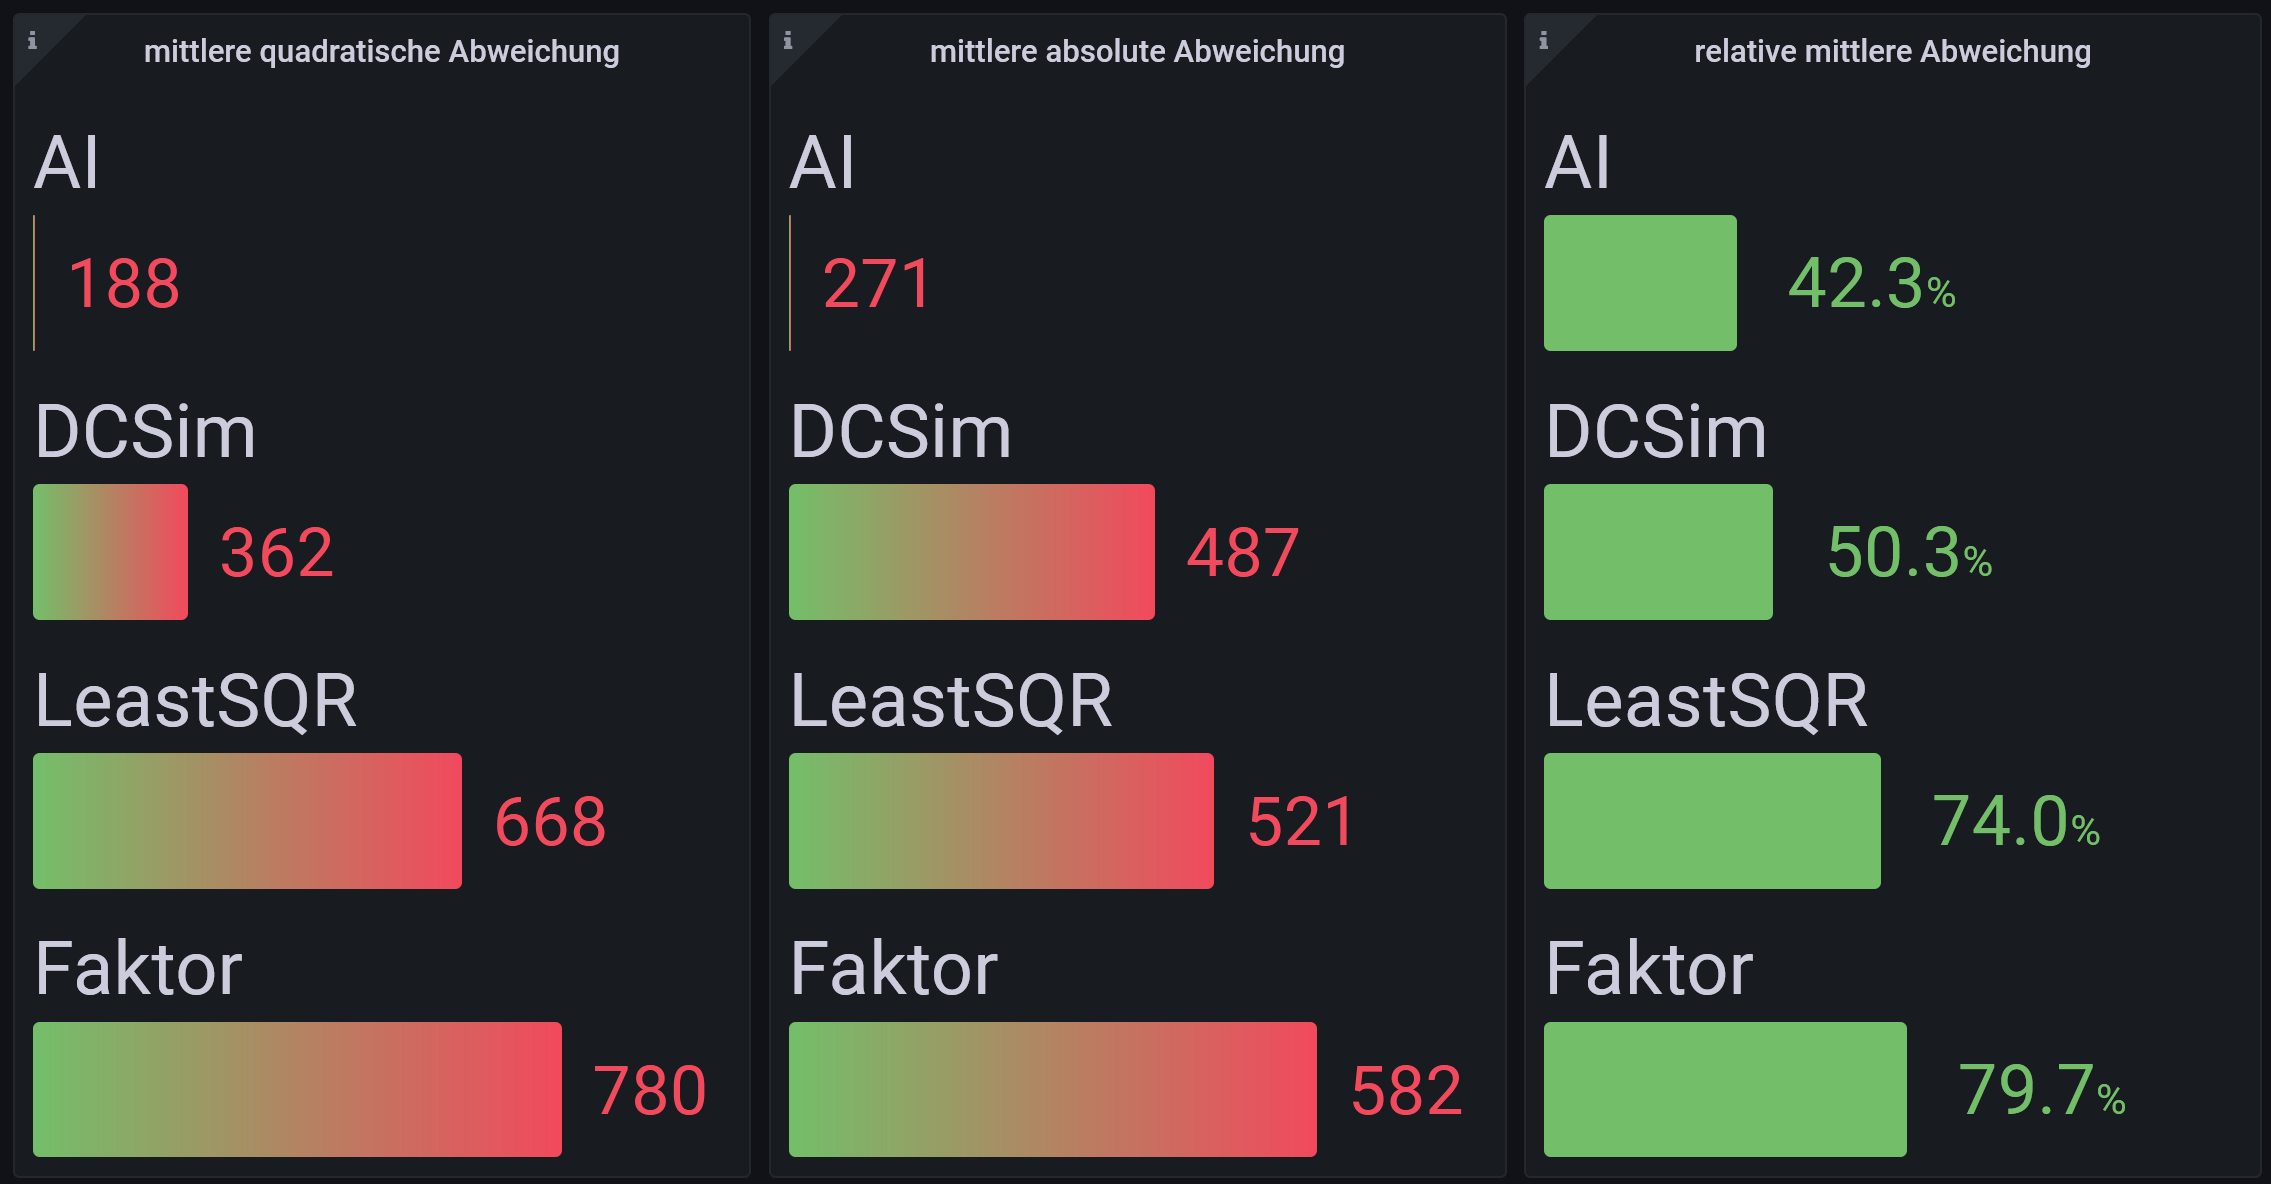 mittlere quadratische Abweichung
AI
188
DCSim
362
LeastSQR
668
Faktor
780
mittlere absolute Abweichung
AI
271
DCSim
487
LeastSQR
521
Faktor
582
relative mittlere Abweichung
AI
42.3%
DCSim
50.3%
LeastSQR
74.0%
Faktor
79.7%